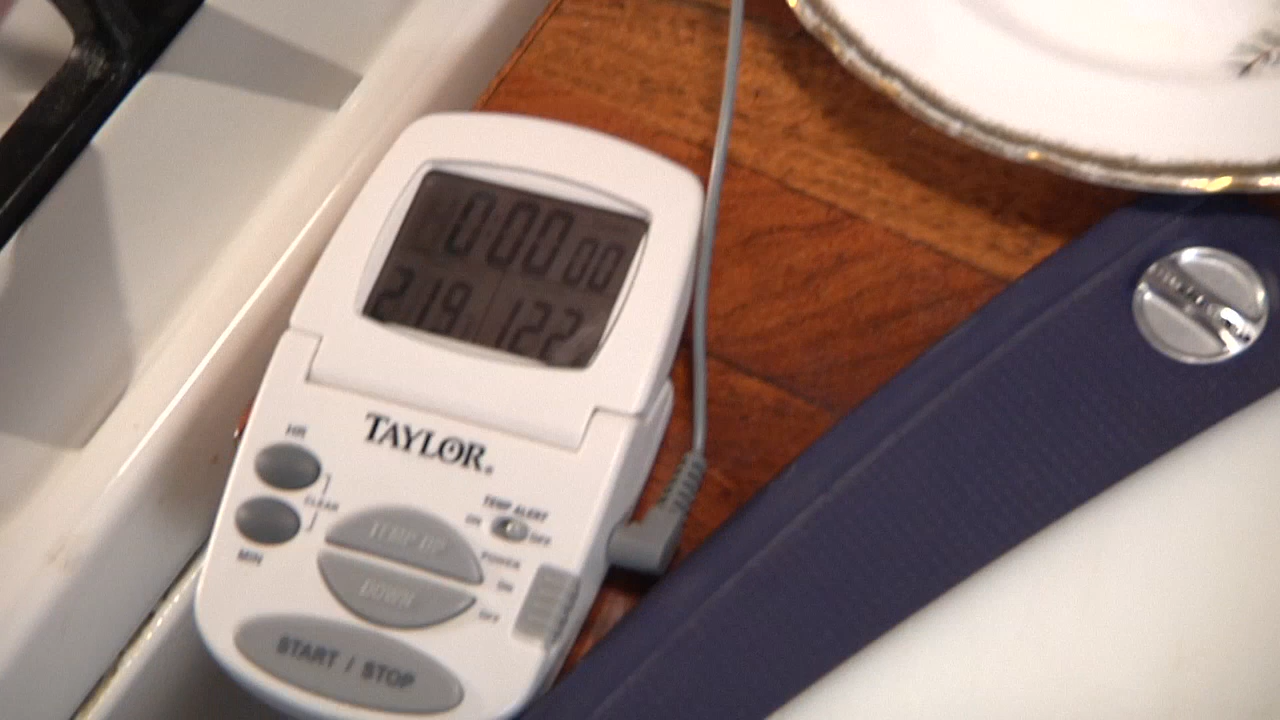 0:00 00
219 122
TAYLOR
HR
CLEAR
MIN
TEMP ALERT
ON OFF
TEMP UP
DOWN
POWER
ON
OFF
START / STOP